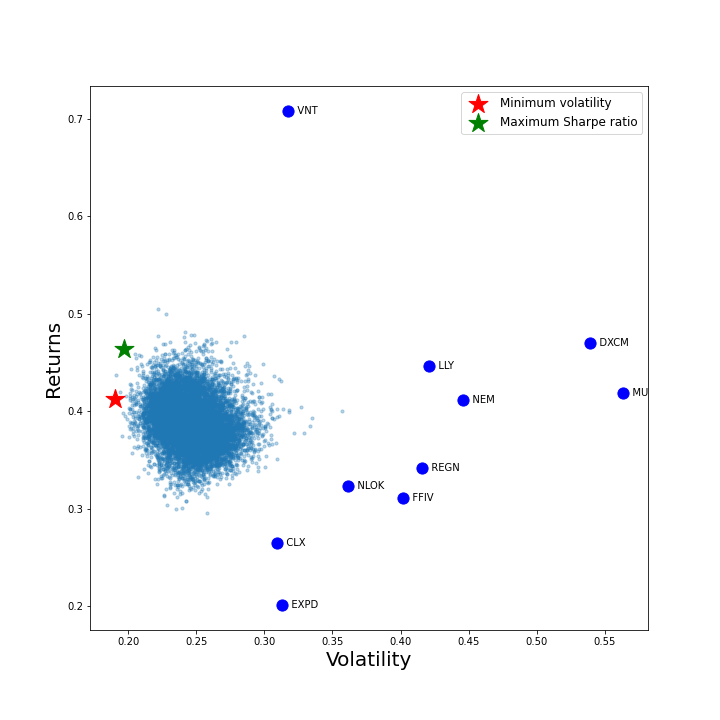 Minimum volatility
Maximum Sharpe ratio
VNT
0.7
0.6
0.5
DXCM
LLY
MU
NEM
0.4
REGN
NLOK
FFIV
0.3
CLX
EXPD
0.2
Returns
0.20 0.25 0.30 0.35 0.40 0.45 0.50 0.55
Volatility